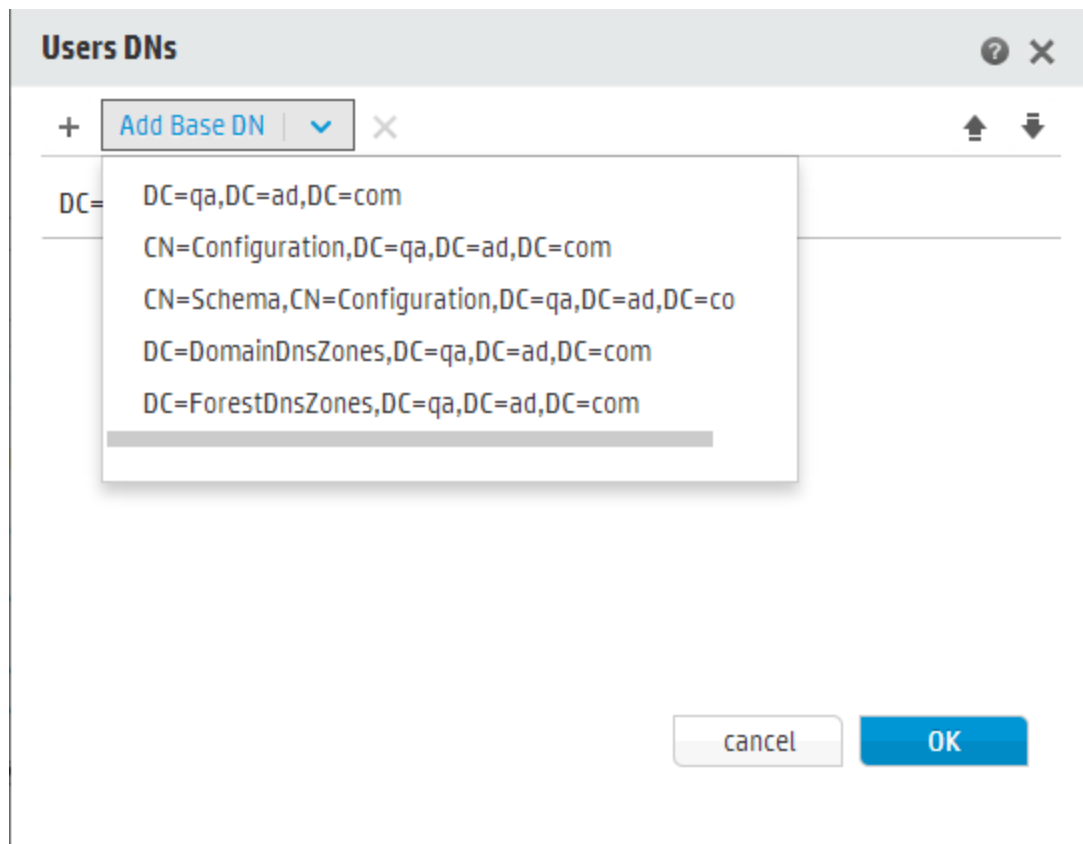 Users DNs
Add Base DN
DC=
DC=qa,DC=ad,DC=com
CN=Configuration,DC=qa,DC=ad,DC=com
CN=Schema,CN=Configuration,DC=qa,DC=ad,DC=co
DC=DomainDnsZones,DC=qa,DC=ad,DC=com
DC=ForestDnsZones,DC=qa,DC=ad,DC=com
cancel
OK